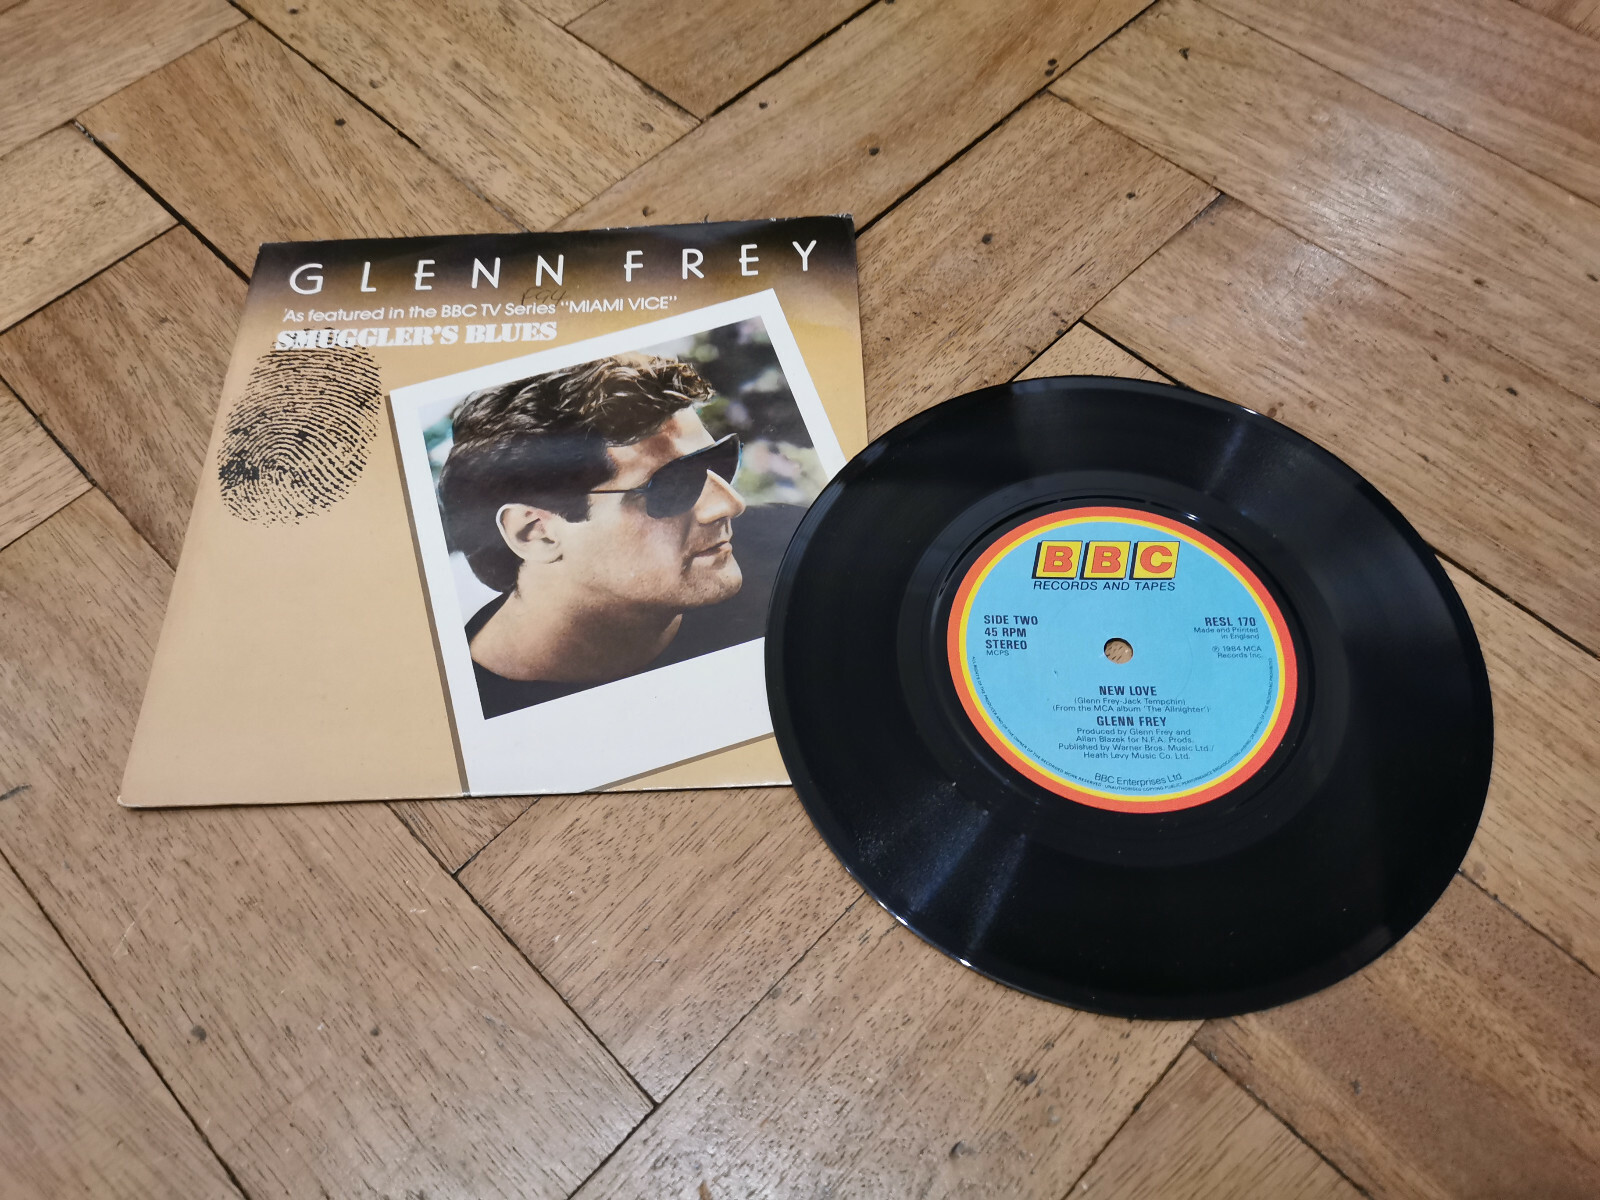 GLENN FREY
As featured in the BBC TV Series "MIAMI VICE"
SMUGGLER'S BLUES
BBC
RECORDS AND TAPES
SIDE TWO
45 RPM
STEREO
MCPS
RESL 170
Made and Printed
in England
℗ 1984 MCA
Records Inc.
NEW LOVE
(Glenn Frey-Jack Tempchin)
(From the MCA album 'The Allnighter')
GLENN FREY
Produced by Glenn Frey and
Allan Blazek for N.F.A. Prods.
Published by Warner Bros. Music Ltd./
Heath Levy Music Co. Ltd.
BBC Enterprises Ltd